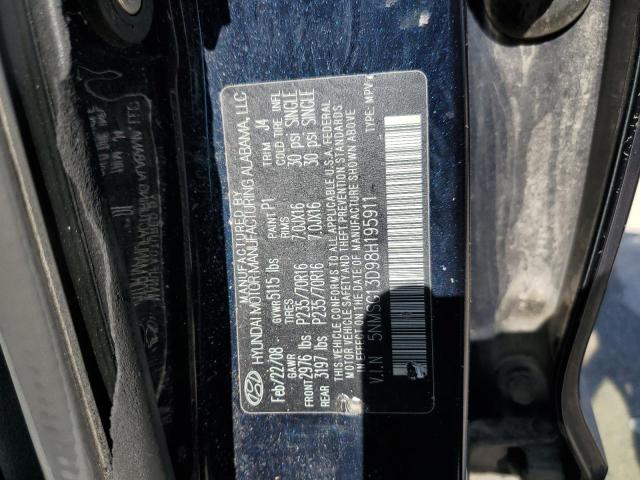 MANUFACTURED BY
HYUNDAI MOTOR MANUFACTURING ALABAMA, LLC
Feb/22/08 GVWR 5115 lbs PAINT P1 TRIM J4
GAWR TIRES RIMS COLD TIRE INFL
FRONT 2976 lbs P235/70R16 7.00X16 30 psi SINGLE
REAR 3197 lbs P235/70R16 7.00X16 30 psi SINGLE
THIS VEHICLE CONFORMS TO ALL APPLICABLE U.S.A FEDERAL
MOTOR VEHICLE SAFETY AND THEFT PREVENTION STANDARDS
IN EFFECT ON THE DATE OF MANUFACTURE SHOWN ABOVE
V.I.N 5NMSG13D98H195911 TYPE: MPV